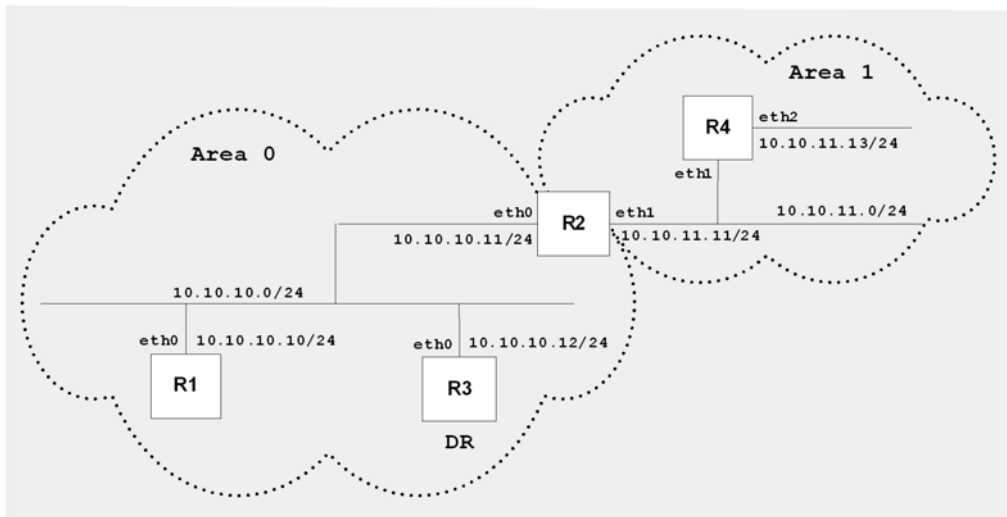 Area 1
R4
eth2
10.10.11.13/24
eth1
Area 0
eth0
R2
eth1
10.10.11.0/24
10.10.10.11/24
10.10.11.11/24
10.10.10.0/24
eth0
10.10.10.10/24
eth0
10.10.10.12/24
R1
R3
DR